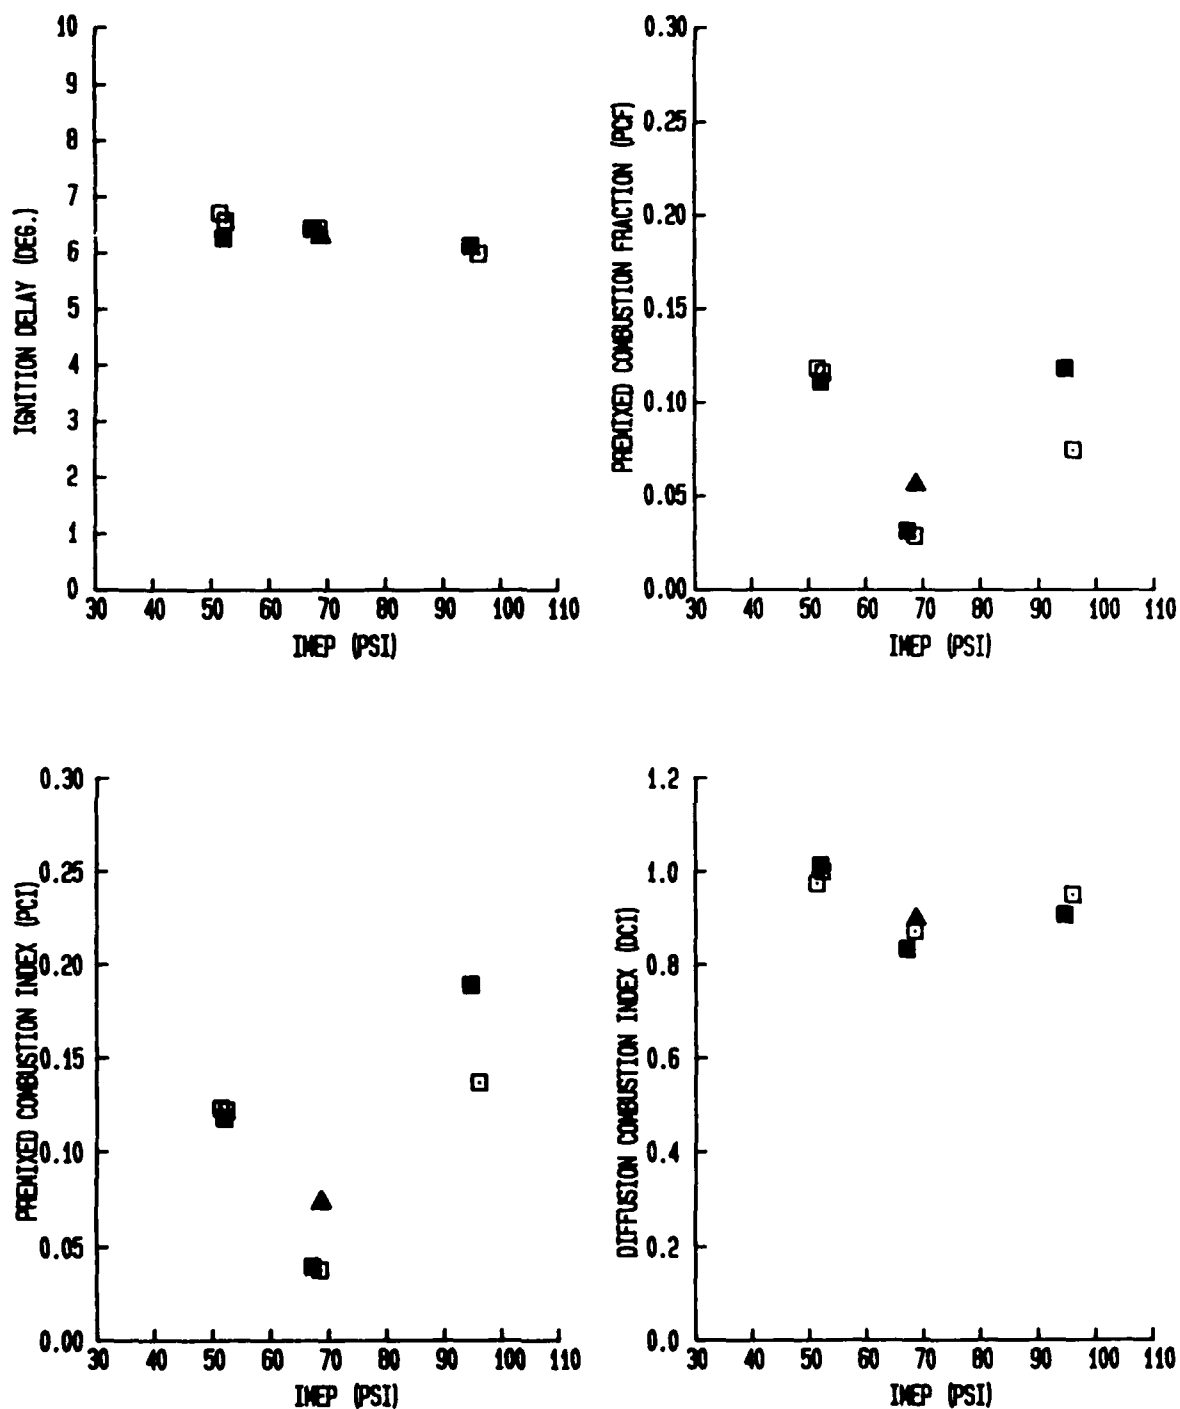 IGNITION DELAY (DEG.)
10
9
8
7
6
5
4
3
2
1
0
30 40 50 60 70 80 90 100 110
IMEP (PSI)
PREMIXED COMBUSTION FRACTION (PCF)
0.30
0.25
0.20
0.15
0.10
0.05
0.00
30 40 50 60 70 80 90 100 110
IMEP (PSI)
PREMIXED COMBUSTION INDEX (PCI)
0.30
0.25
0.20
0.15
0.10
0.05
0.00
30 40 50 60 70 80 90 100 110
IMEP (PSI)
DIFFUSION COMBUSTION INDEX (DCI)
1.2
1.0
0.8
0.6
0.4
0.2
0.0
30 40 50 60 70 80 90 100 110
IMEP (PSI)